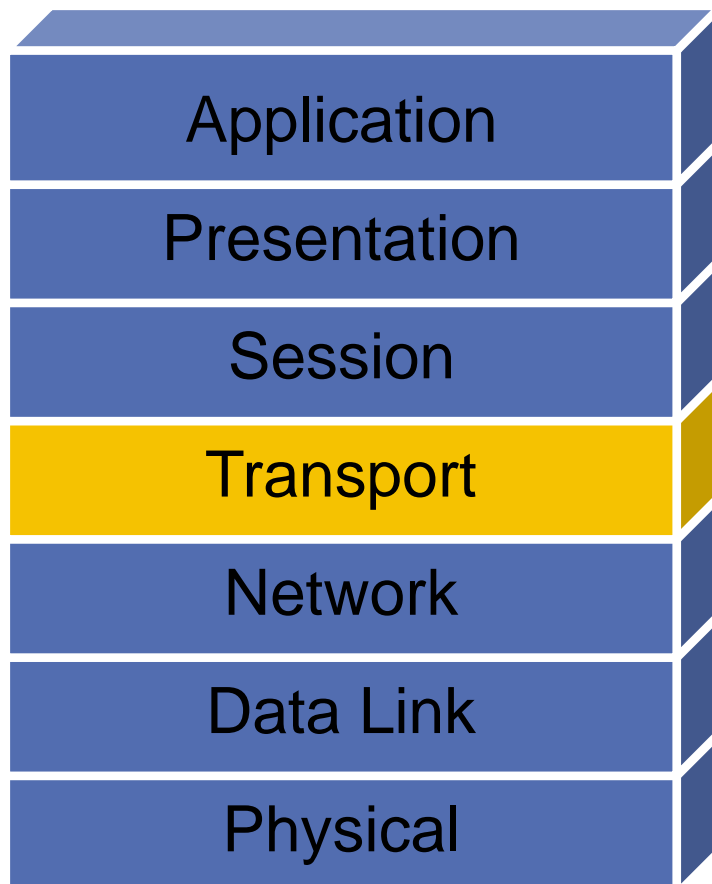 Application
Presentation
Session
Transport
Network
Data Link
Physical